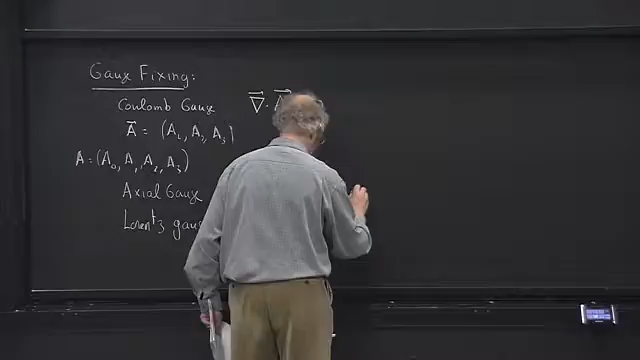 Gauge Fixing:
Coulomb Gauge ∇⃗ · A⃗
A⃗ = (A₁, A₂, A₃)
A = (A₀, A₁, A₂, A₃)
Axial Gauge
Lorentz gauge